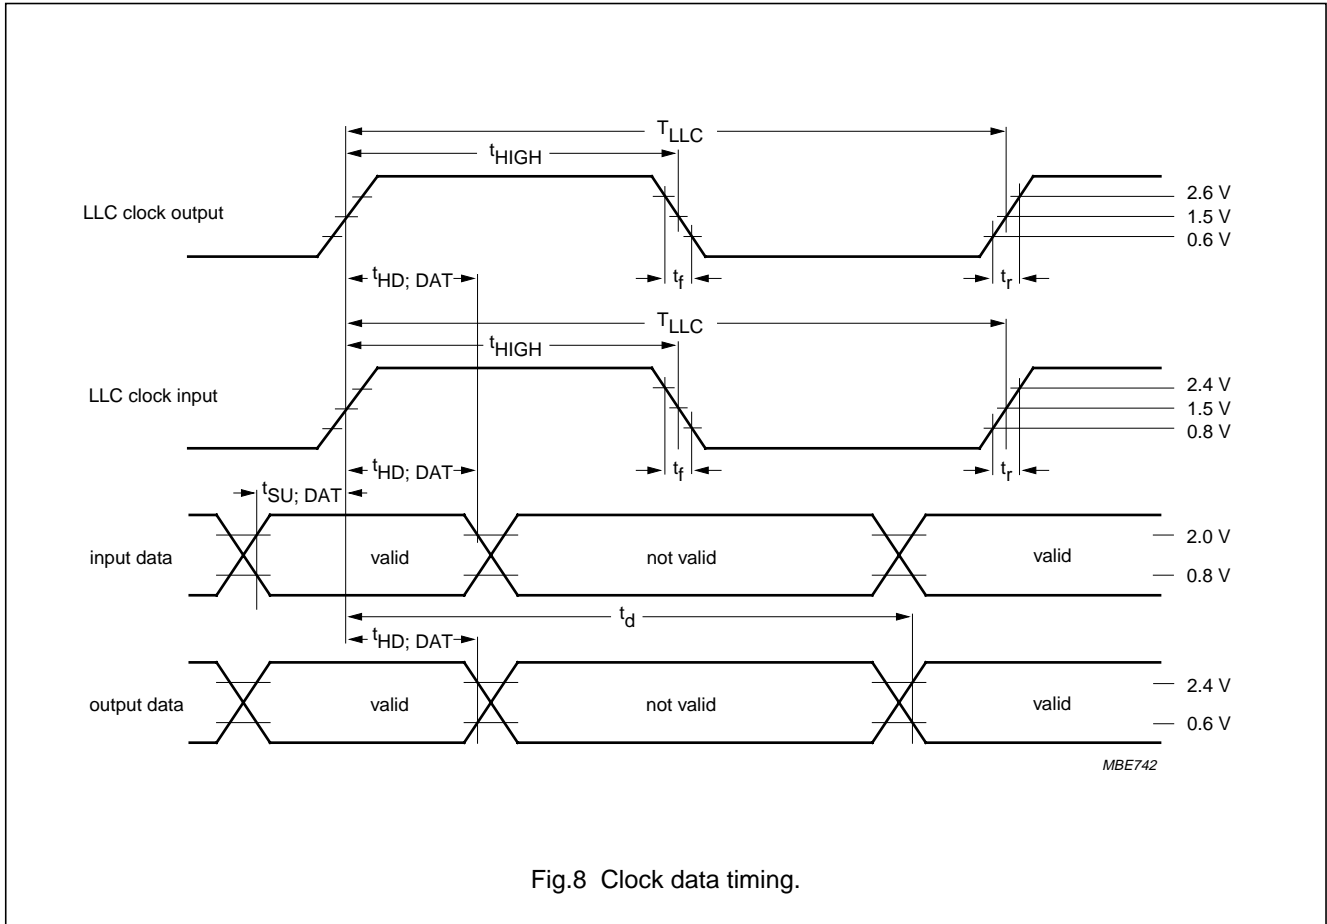 T_LLC
t_HIGH
LLC clock output
2.6 V
1.5 V
0.6 V
t_HD; DAT
t_f
t_r
T_LLC
t_HIGH
LLC clock input
2.4 V
1.5 V
0.8 V
t_HD; DAT
t_f
t_r
t_SU; DAT
input data
valid
not valid
valid
2.0 V
0.8 V
t_d
t_HD; DAT
output data
valid
not valid
valid
2.4 V
0.6 V
MBE742
Fig.8 Clock data timing.